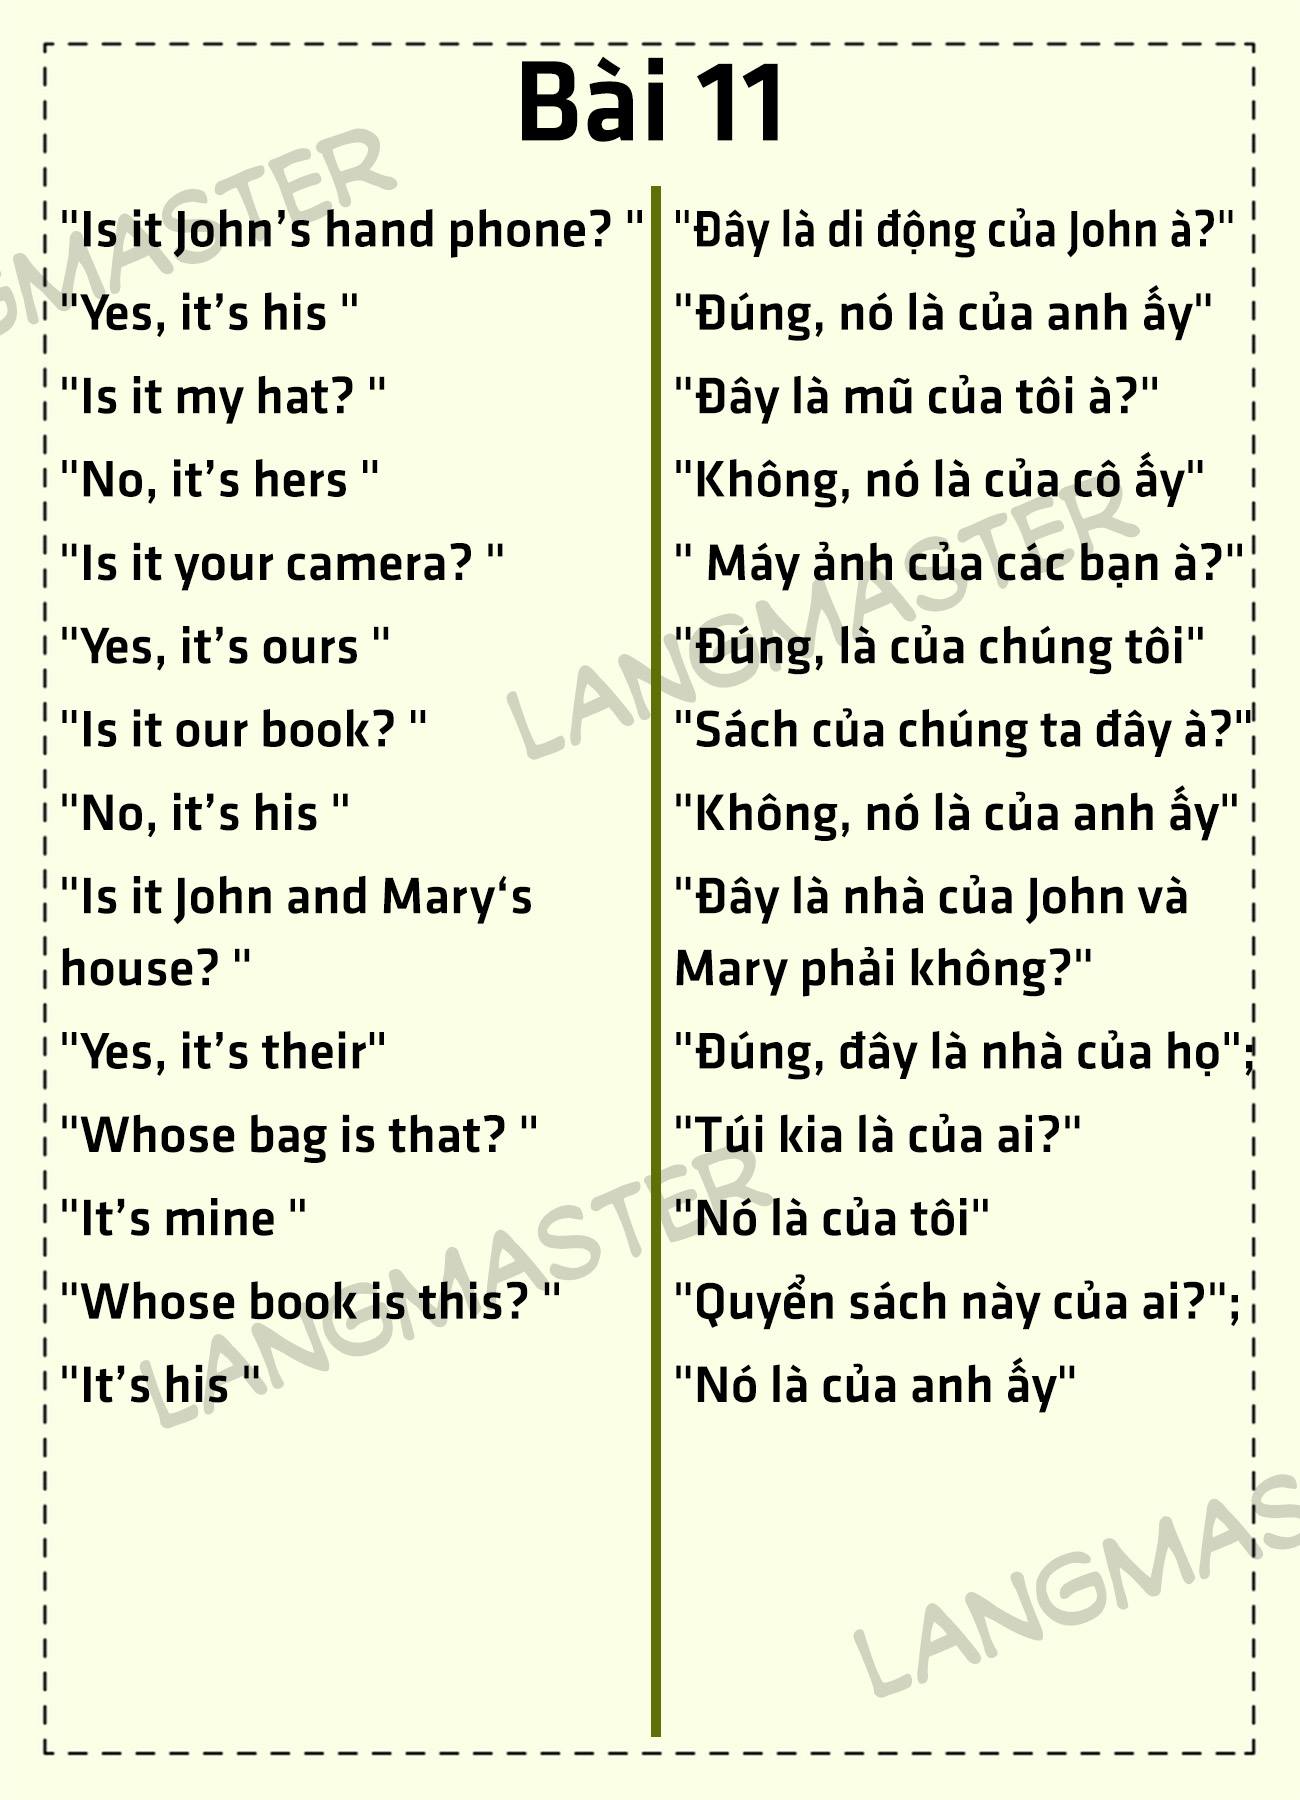 Bài 11
"Is it John’s hand phone? "
"Đây là di động của John à?"
"Yes, it’s his "
"Đúng, nó là của anh ấy"
"Is it my hat? "
"Đây là mũ của tôi à?"
"No, it’s hers "
"Không, nó là của cô ấy"
"Is it your camera? "
" Máy ảnh của các bạn à?"
"Yes, it’s ours "
"Đúng, là của chúng tôi"
"Is it our book? "
"Sách của chúng ta đây à?"
"No, it’s his "
"Không, nó là của anh ấy"
"Is it John and Mary‘s
house? "
"Đây là nhà của John và
Mary phải không?"
"Yes, it’s their"
"Đúng, đây là nhà của họ";
"Whose bag is that? "
"Túi kia là của ai?"
"It’s mine "
"Nó là của tôi"
"Whose book is this? "
"Quyển sách này của ai?";
"It’s his "
"Nó là của anh ấy"
GMASTER
LANGMASTER
LANGMASTER
LANGMAS